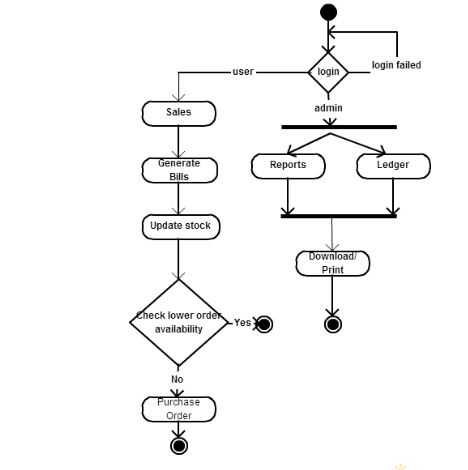 login failed
user
login
admin
Sales
Generate
Bills
Reports
Ledger
Update stock
Download/
Print
Check lower order
availability
Yes
No
Purchase
Order